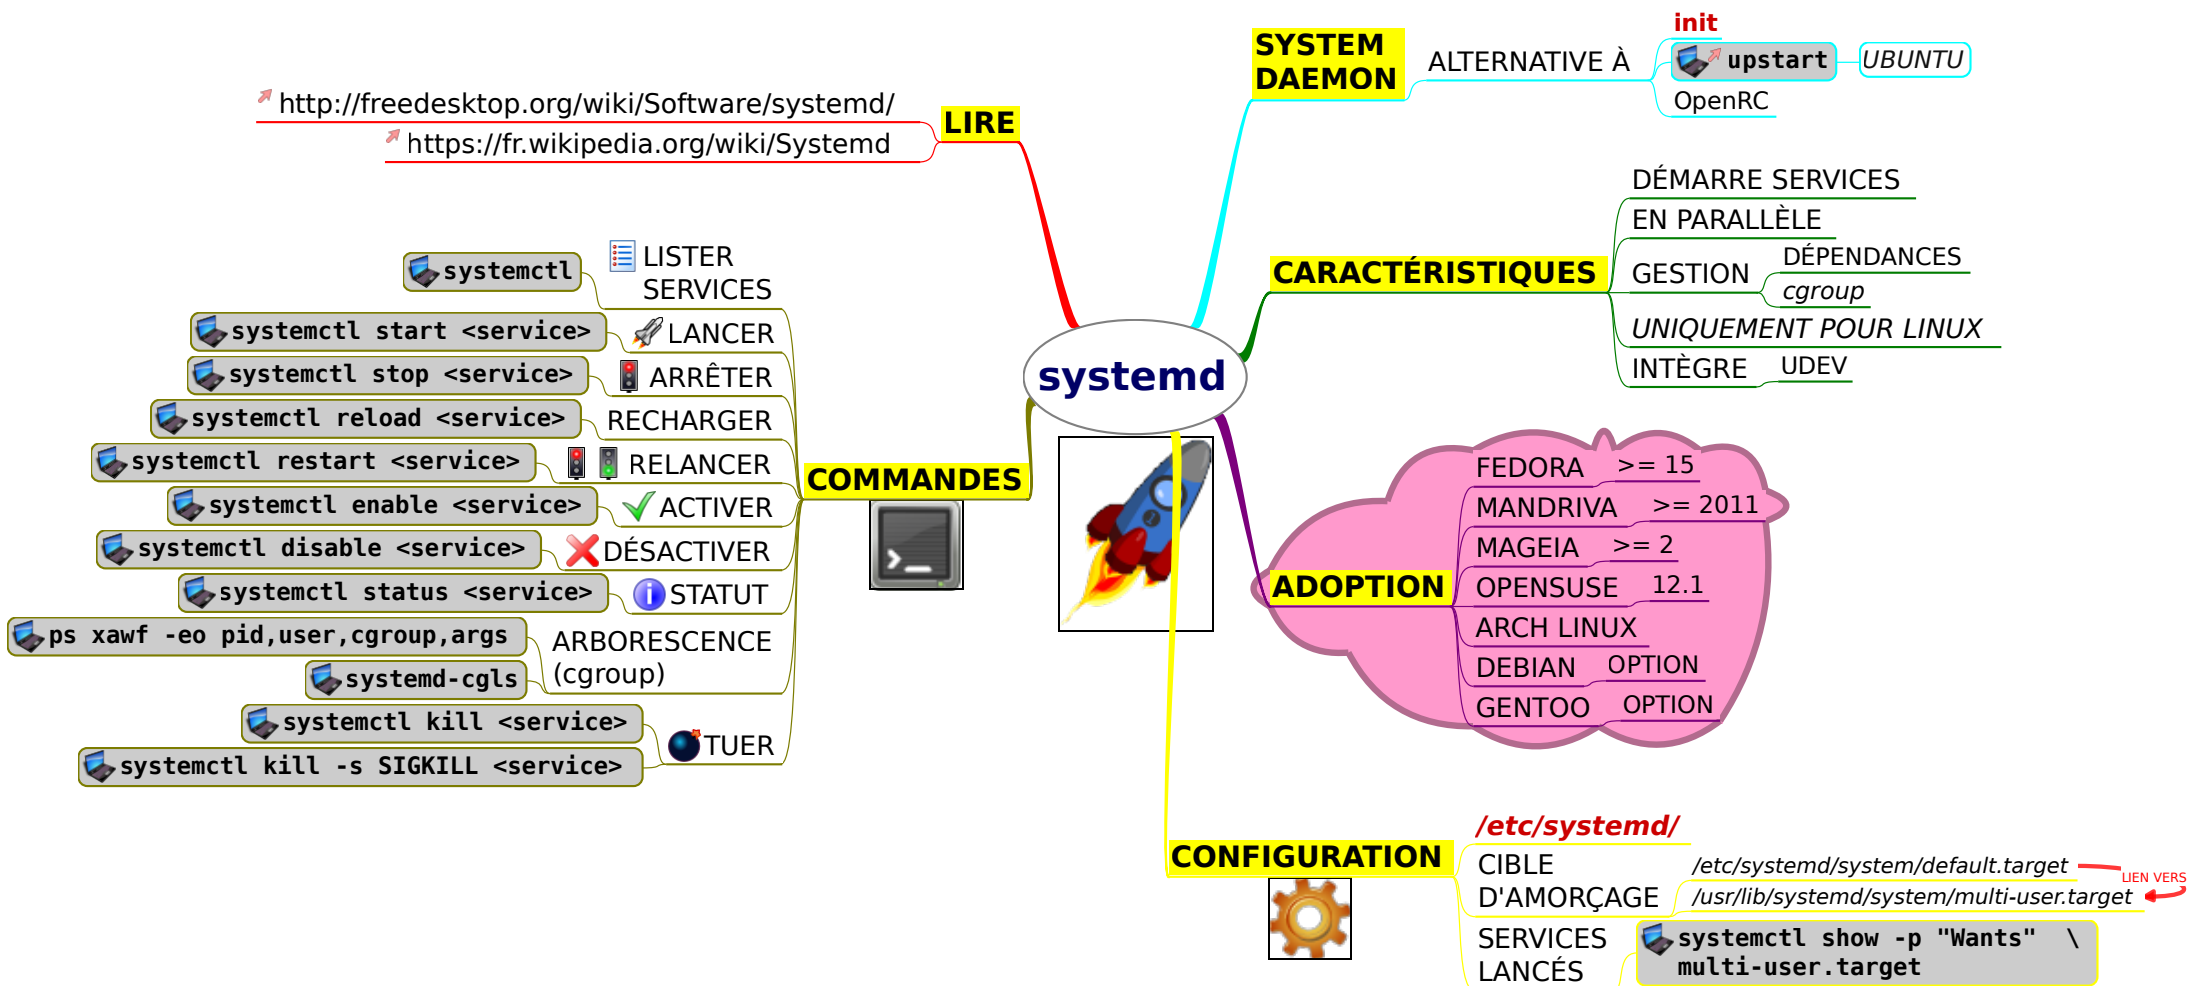 systemd
LIRE
http://freedesktop.org/wiki/Software/systemd/
https://fr.wikipedia.org/wiki/Systemd
COMMANDES
LISTER
SERVICES
systemctl
LANCER
systemctl start <service>
ARRÊTER
systemctl stop <service>
RECHARGER
systemctl reload <service>
RELANCER
systemctl restart <service>
ACTIVER
systemctl enable <service>
DÉSACTIVER
systemctl disable <service>
STATUT
systemctl status <service>
ARBORESCENCE
(cgroup)
ps xawf -eo pid,user,cgroup,args
systemd-cgls
TUER
systemctl kill <service>
systemctl kill -s SIGKILL <service>
SYSTEM
DAEMON
ALTERNATIVE À
init
upstart
UBUNTU
OpenRC
CARACTÉRISTIQUES
DÉMARRE SERVICES
EN PARALLÈLE
GESTION
DÉPENDANCES
cgroup
UNIQUEMENT POUR LINUX
INTÈGRE
UDEV
ADOPTION
FEDORA
>= 15
MANDRIVA
>= 2011
MAGEIA
>= 2
OPENSUSE
12.1
ARCH LINUX
DEBIAN
OPTION
GENTOO
OPTION
CONFIGURATION
/etc/systemd/
CIBLE
D'AMORÇAGE
/etc/systemd/system/default.target
LIEN VERS
/usr/lib/systemd/system/multi-user.target
SERVICES
LANCÉS
systemctl show -p "Wants" \
multi-user.target